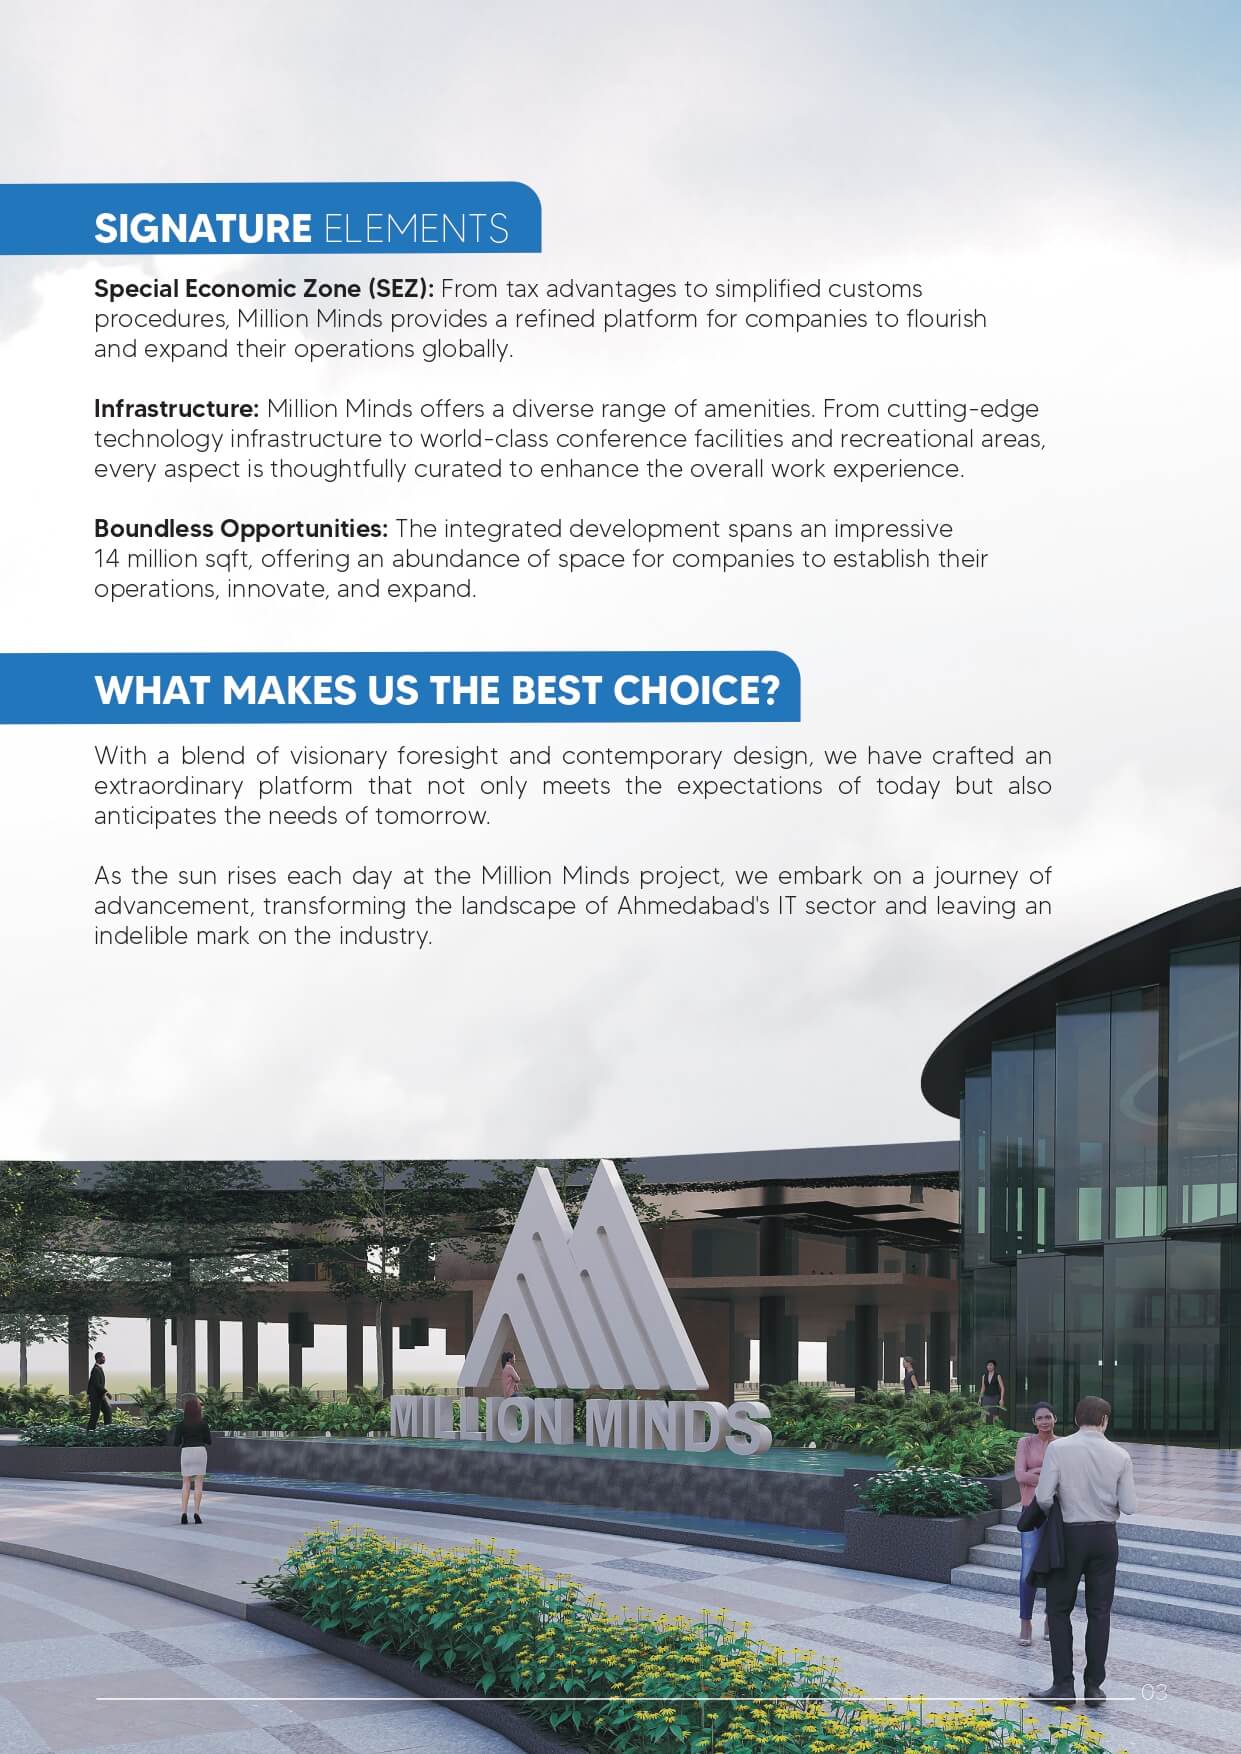 SIGNATURE ELEMENTS
Special Economic Zone (SEZ): From tax advantages to simplified customs
procedures, Million Minds provides a refined platform for companies to flourish
and expand their operations globally.
Infrastructure: Million Minds offers a diverse range of amenities. From cutting-edge
technology infrastructure to world-class conference facilities and recreational areas,
every aspect is thoughtfully curated to enhance the overall work experience.
Boundless Opportunities: The integrated development spans an impressive
14 million sqft, offering an abundance of space for companies to establish their
operations, innovate, and expand.
WHAT MAKES US THE BEST CHOICE?
With a blend of visionary foresight and contemporary design, we have crafted an
extraordinary platform that not only meets the expectations of today but also
anticipates the needs of tomorrow.
As the sun rises each day at the Million Minds project, we embark on a journey of
advancement, transforming the landscape of Ahmedabad's IT sector and leaving an
indelible mark on the industry.
MILLION MINDS
03